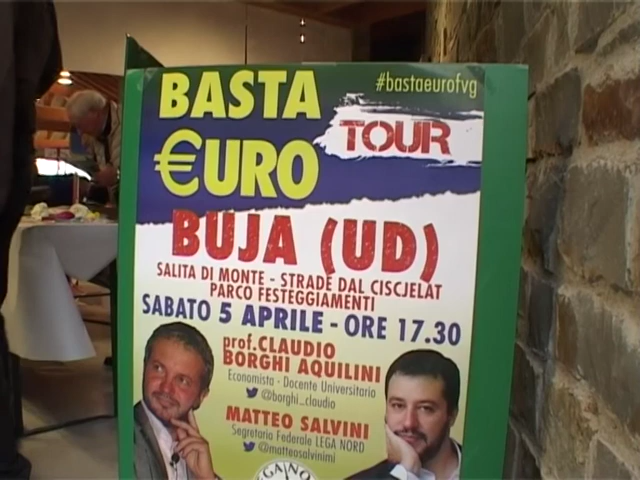 #bastaeurofvg
BASTA
€URO
TOUR
BUJA (UD)
SALITA DI MONTE - STRADE DAL CISCJELAT
PARCO FESTEGGIAMENTI
SABATO 5 APRILE - ORE 17.30
prof.CLAUDIO
BORGHI AQUILINI
Economista - Docente Universitario
@borghi_claudio
MATTEO SALVINI
Segretario Federale LEGA NORD
@matteosalvinimi